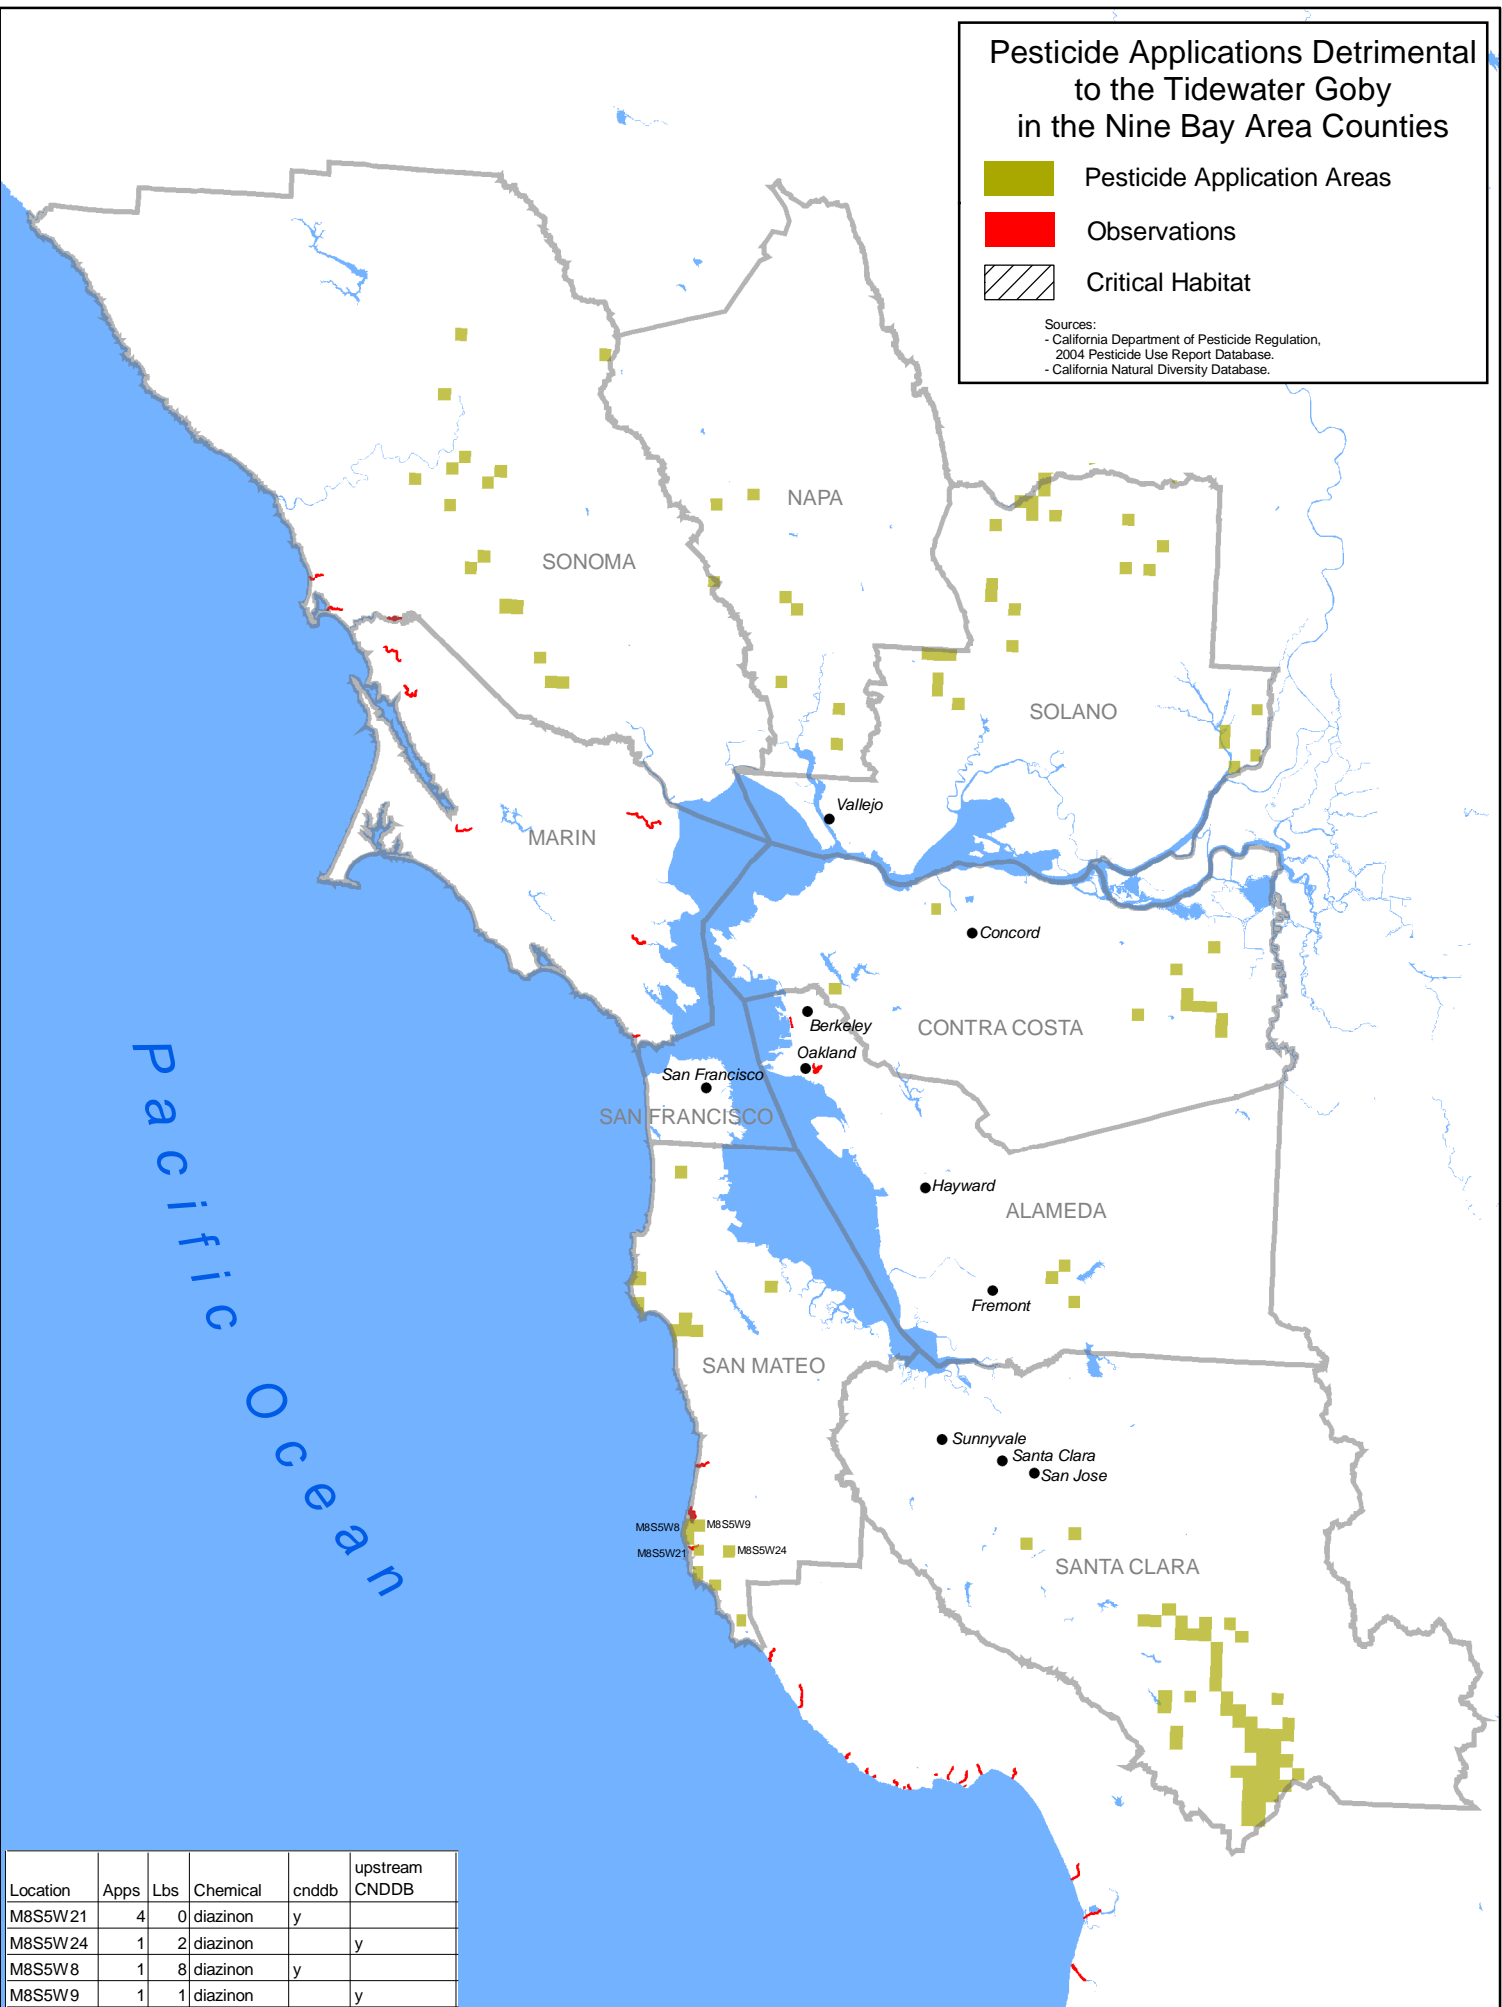 Pesticide Applications Detrimental
to the Tidewater Goby
in the Nine Bay Area Counties
Pesticide Application Areas
Observations
Critical Habitat
Sources:
- California Department of Pesticide Regulation,
2004 Pesticide Use Report Database.
- California Natural Diversity Database.
NAPA
SONOMA
SOLANO
Vallejo
MARIN
Concord
Berkeley
CONTRA COSTA
Oakland
San Francisco
SAN FRANCISCO
Hayward
ALAMEDA
Fremont
SAN MATEO
Pacific Ocean
Sunnyvale
Santa Clara
San Jose
M8S5W8
M8S5W9
M8S5W21
M8S5W24
SANTA CLARA
Location Apps Lbs Chemical cnddb upstream CNDDB
M8S5W21 4 0 diazinon y
M8S5W24 1 2 diazinon y
M8S5W8 1 8 diazinon y
M8S5W9 1 1 diazinon y